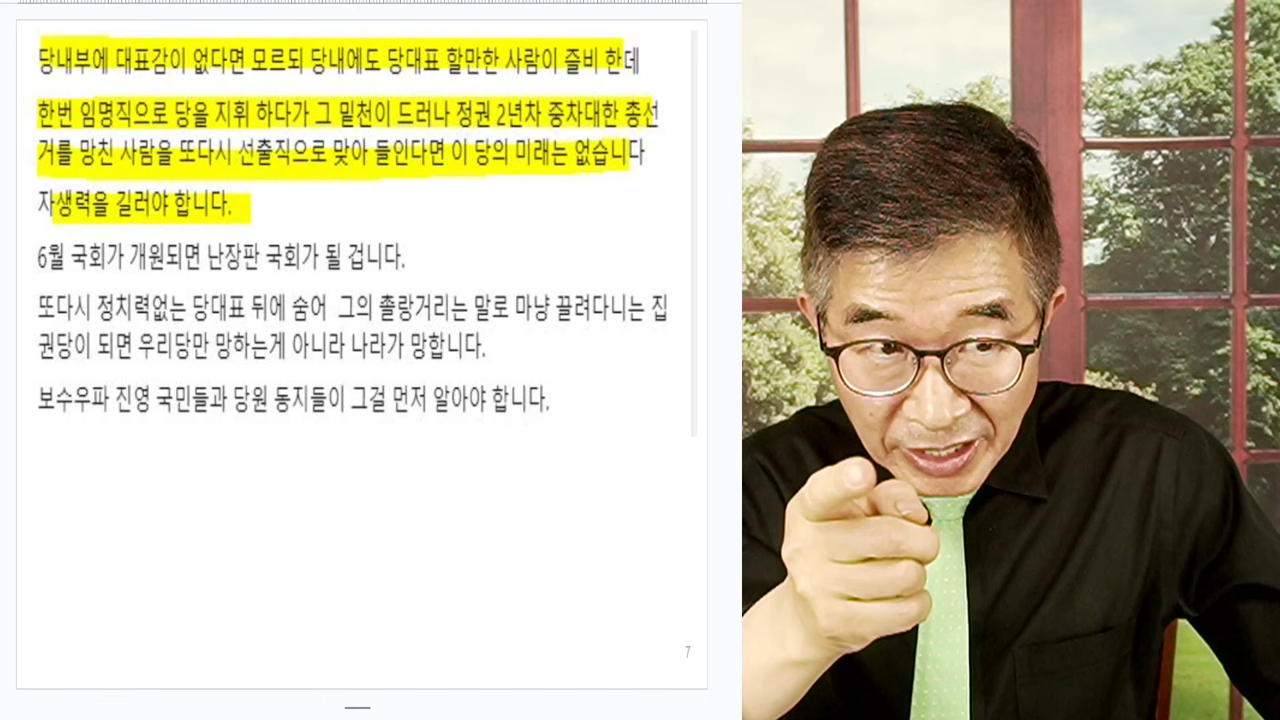 당내부에 대표감이 없다면 모르되 당내에도 당대표 할만한 사람이 즐비 한데
한번 임명직으로 당을 지휘 하다가 그 밑천이 드러나 정권 2년차 중차대한 총선
거를 망친 사람을 또다시 선출직으로 맞아 들인다면 이 당의 미래는 없습니다
자생력을 길러야 합니다.
6월 국회가 개원되면 난장판 국회가 될 겁니다.
또다시 정치력없는 당대표 뒤에 숨어 그의 촐랑거리는 말로 마냥 끌려다니는 집
권당이 되면 우리당만 망하는게 아니라 나라가 망합니다.
보수우파 진영 국민들과 당원 동지들이 그걸 먼저 알아야 합니다.
7